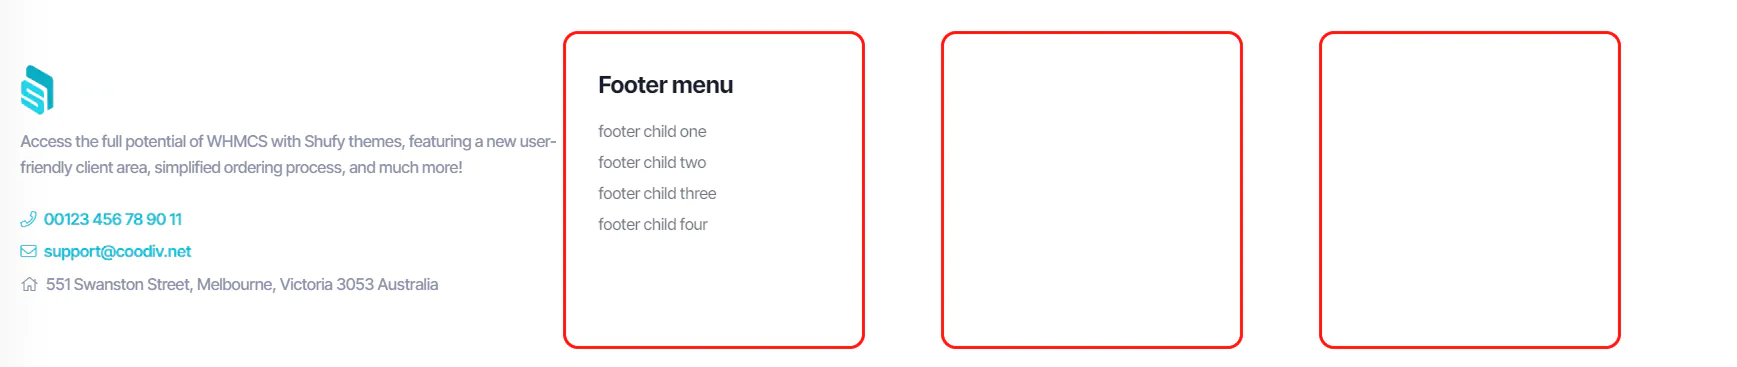 Access the full potential of WHMCS with Shufy themes, featuring a new user-
friendly client area, simplified ordering process, and much more!
00123 456 78 90 11
support@coodiv.net
551 Swanston Street, Melbourne, Victoria 3053 Australia
Footer menu
footer child one
footer child two
footer child three
footer child four